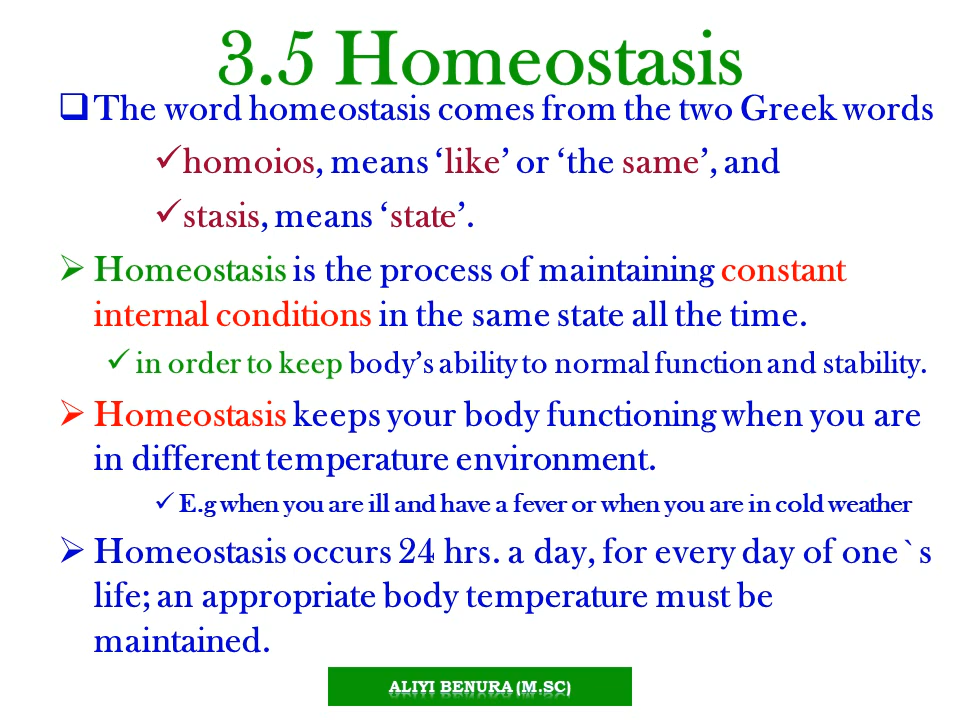 3.5 Homeostasis
The word homeostasis comes from the two Greek words
homoios, means ‘like’ or ‘the same’, and
stasis, means ‘state’.
Homeostasis is the process of maintaining constant
internal conditions in the same state all the time.
in order to keep body’s ability to normal function and stability.
Homeostasis keeps your body functioning when you are
in different temperature environment.
E.g when you are ill and have a fever or when you are in cold weather
Homeostasis occurs 24 hrs. a day, for every day of one`s
life; an appropriate body temperature must be
maintained.
ALIYI BENURA (M.SC)